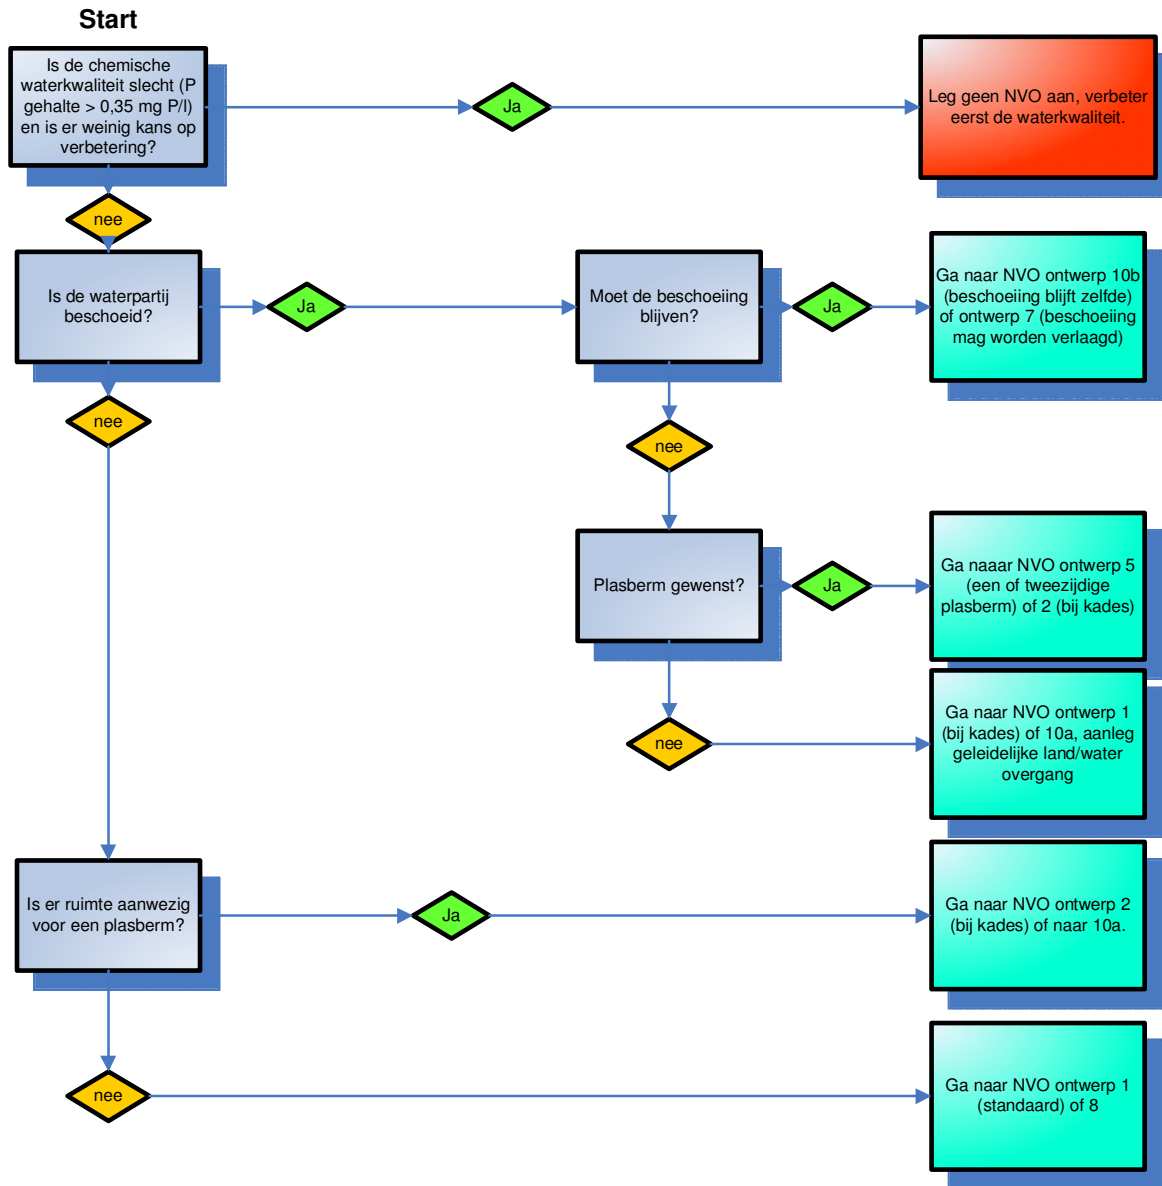 Start
Is de chemische
waterkwaliteit slecht (P
gehalte > 0,35 mg P/l)
en is er weinig kans op
verbetering?
Ja
Leg geen NVO aan, verbeter
eerst de waterkwaliteit.
nee
Is de waterpartij
beschoeid?
Ja
Moet de beschoeiing
blijven?
Ja
Ga naar NVO ontwerp 10b
(beschoeiing blijft zelfde)
of ontwerp 7 (beschoeiing
mag worden verlaagd)
nee
nee
Plasberm gewenst?
Ja
Ga naaar NVO ontwerp 5
(een of tweezijdige
plasberm) of 2 (bij kades)
nee
Ga naar NVO ontwerp 1
(bij kades) of 10a, aanleg
geleidelijke land/water
overgang
Is er ruimte aanwezig
voor een plasberm?
Ja
Ga naar NVO ontwerp 2
(bij kades) of naar 10a.
nee
Ga naar NVO ontwerp 1
(standaard) of 8